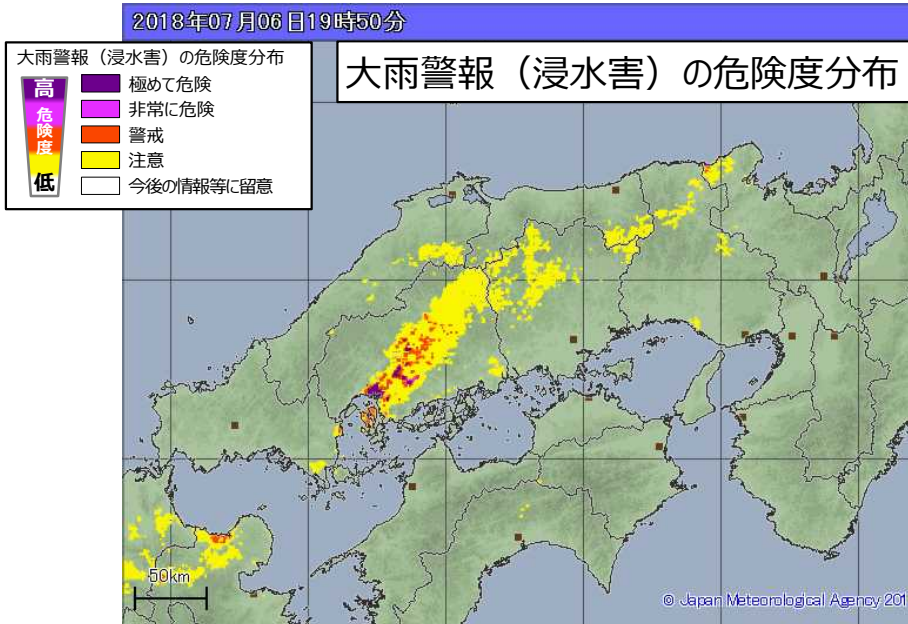 2018年07月06日19時50分
大雨警報（浸水害）の危険度分布
大雨警報（浸水害）の危険度分布
高
危険度
低
極めて危険
非常に危険
警戒
注意
今後の情報等に留意
50km
© Japan Meteorological Agency 201